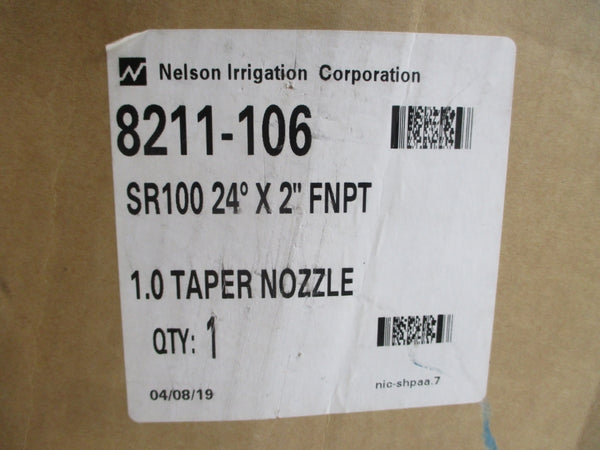 Nelson Irrigation Corporation
8211-106
SR100 24° X 2" FNPT
1.0 TAPER NOZZLE
QTY: 1
04/08/19
nic-shpaa.7